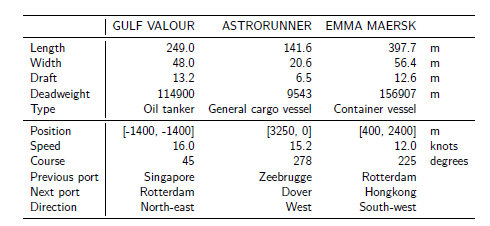 GULF VALOUR ASTRORUNNER EMMA MAERSK
Length 249.0 141.6 397.7 m
Width 48.0 20.6 56.4 m
Draft 13.2 6.5 12.6 m
Deadweight 114900 9543 156907 m
Type Oil tanker General cargo vessel Container vessel
Position [-1400, -1400] [3250, 0] [400, 2400] m
Speed 16.0 15.2 12.0 knots
Course 45 278 225 degrees
Previous port Singapore Zeebrugge Rotterdam
Next port Rotterdam Dover Hongkong
Direction North-east West South-west